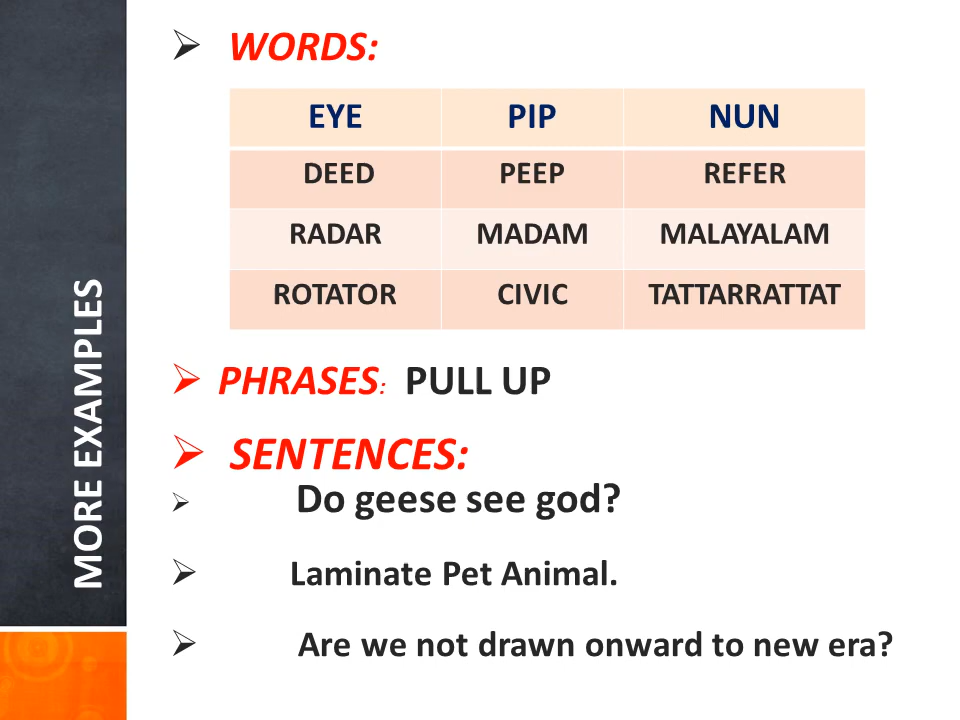 WORDS:
EYE PIP NUN
DEED PEEP REFER
RADAR MADAM MALAYALAM
ROTATOR CIVIC TATTARRATTAT
PHRASES: PULL UP
SENTENCES:
Do geese see god?
Laminate Pet Animal.
Are we not drawn onward to new era?
MORE EXAMPLES